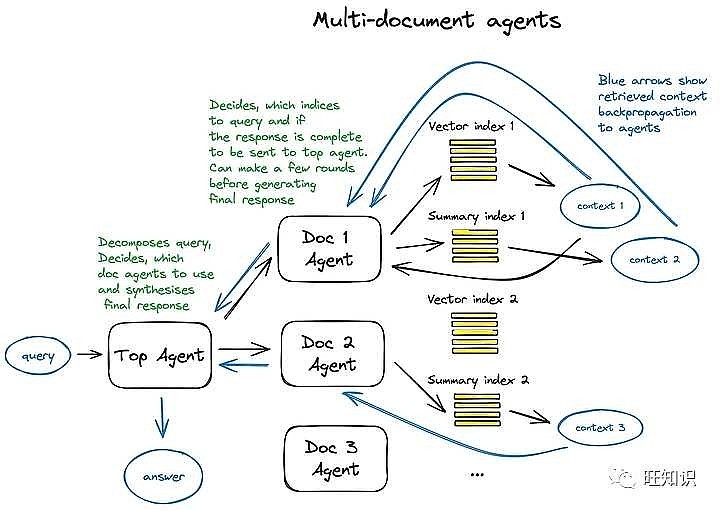 Multi-document agents
Decides, which indices
to query and if
the response is complete
to be sent to top agent.
Can make a few rounds
before generating
final response
Blue arrows show
retrieved context
backpropagation
to agents
Vector index 1
context 1
Summary index 1
Doc 1
Agent
context 2
Decomposes query,
Decides, which
doc agents to use
and synthesises
final response
Vector index 2
query
Top Agent
Doc 2
Agent
Summary index 2
context 3
Doc 3
Agent
...
answer
旺知识